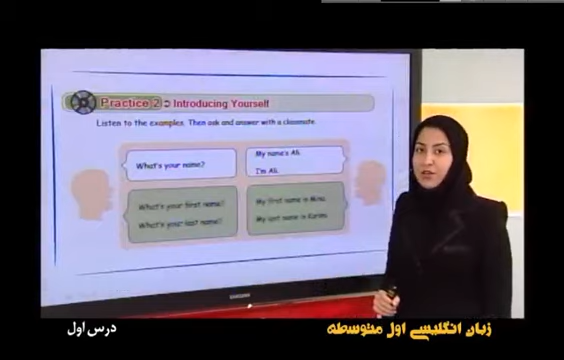 Practice 2 Introducing Yourself
Listen to the examples. Then ask and answer with a classmate.
What's your name?
My name's Ali.
I'm Ali.
What's your first name?
What's your last name?
My first name is Mina.
My last name is Karimi.
SAMSUNG
زبان انگلیسی اول متوسطه
درس اول